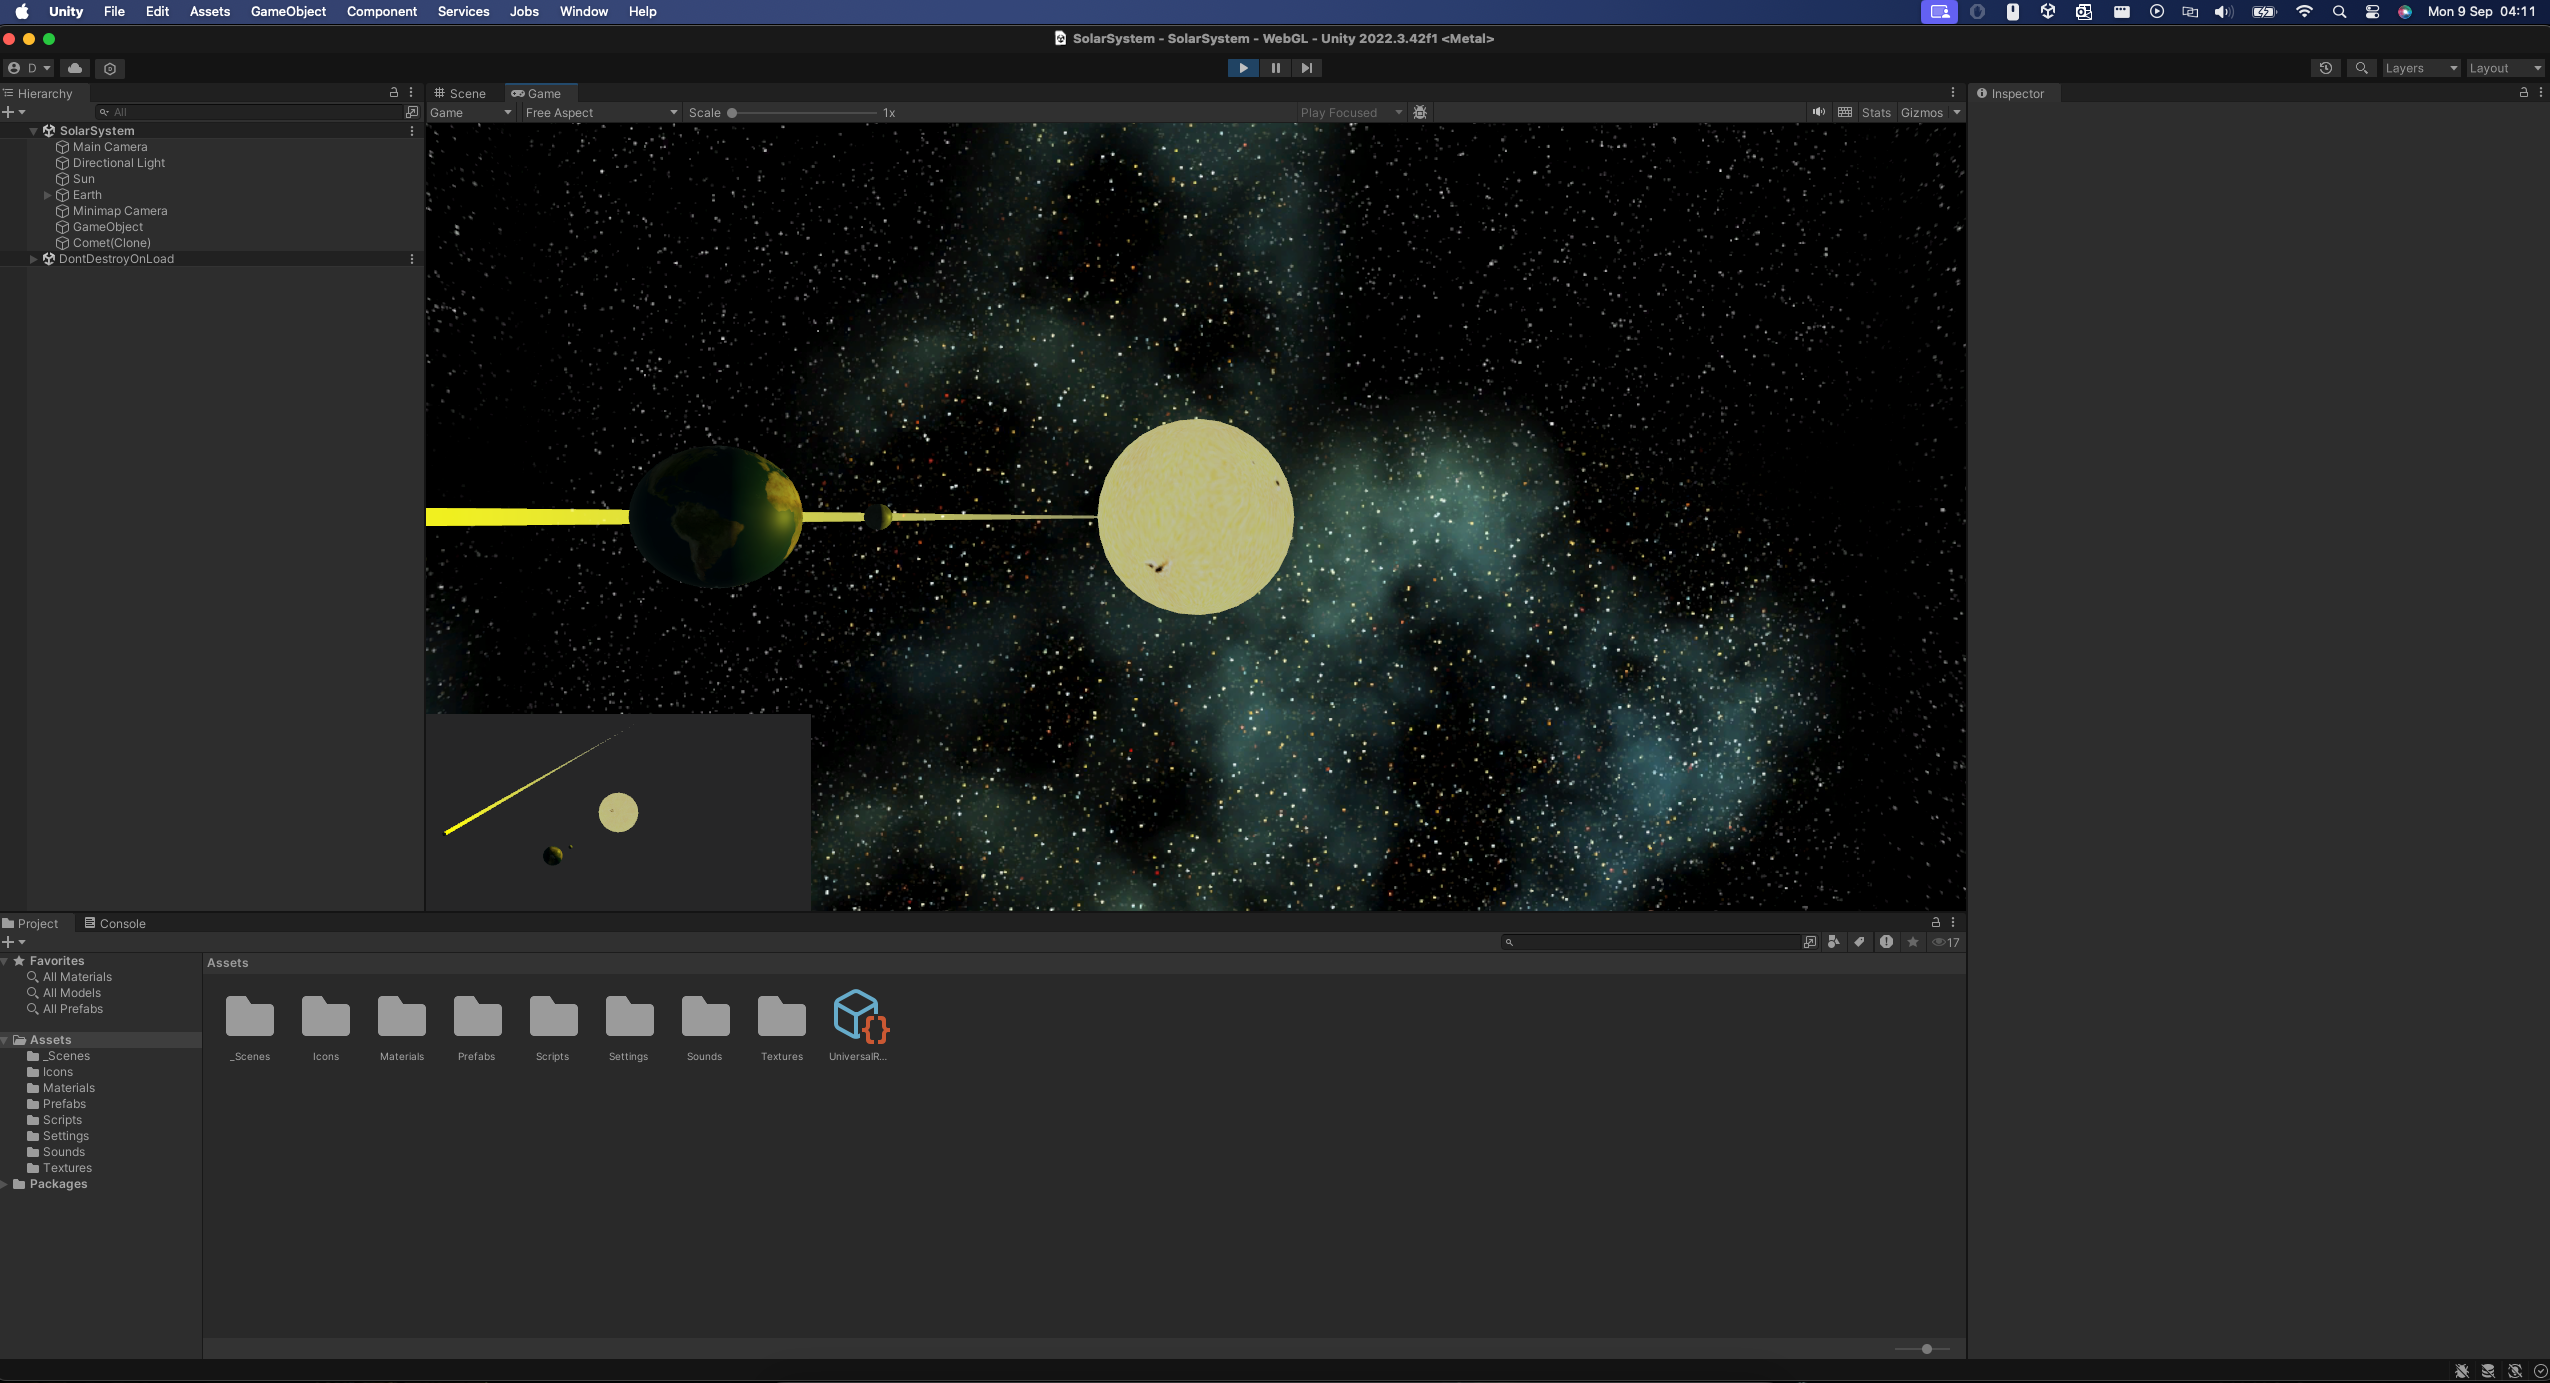 Unity File Edit Assets GameObject Component Services Jobs Window Help Mon 9 Sep 04:11
SolarSystem - SolarSystem - WebGL - Unity 2022.3.42f1 <Metal>
D Layers Layout
Hierarchy Scene Game Inspector
All Game Free Aspect Scale 1x Play Focused Stats Gizmos
SolarSystem
Main Camera
Directional Light
Sun
Earth
Minimap Camera
GameObject
Comet(Clone)
DontDestroyOnLoad
Project Console
17
Favorites Assets
All Materials
All Models
All Prefabs
Assets
_Scenes
Icons
Materials
Prefabs
Scripts
Settings
Sounds
Textures
Packages
_Scenes Icons Materials Prefabs Scripts Settings Sounds Textures UniversalR...